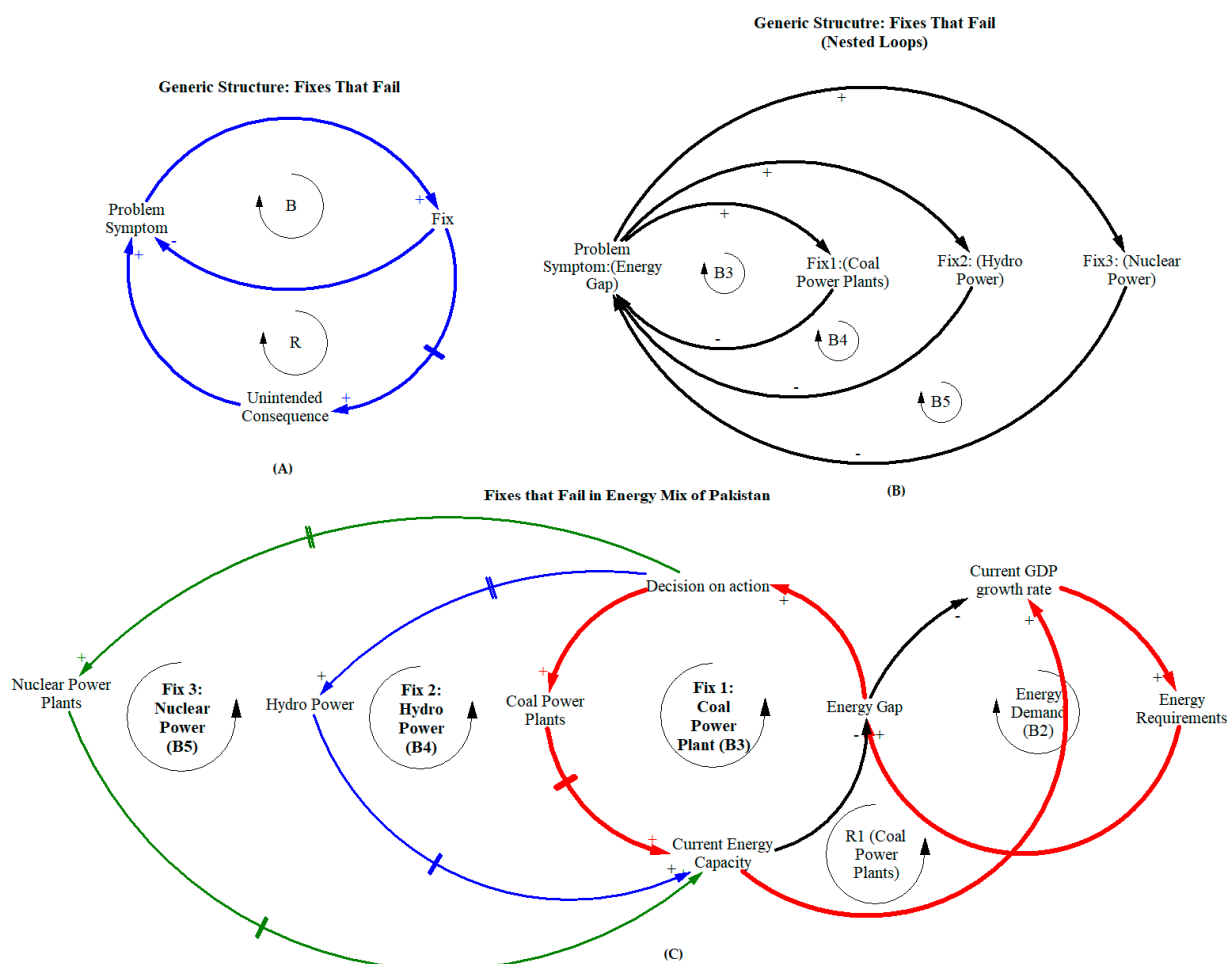 Generic Strucutre: Fixes That Fail
(Nested Loops)
Generic Structure: Fixes That Fail
+
B
Problem
Symptom
+
Fix
-
+
R
Unintended
Consequence
+
(A)
+
+
+
Problem
Symptom:(Energy
Gap)
B3
Fix1:(Coal
Power Plants)
Fix2: (Hydro
Power)
Fix3: (Nuclear
Power)
B4
-
-
B5
-
(B)
Fixes that Fail in Energy Mix of Pakistan
Decision on action
+
Current GDP
growth rate
-
+
+
Nuclear Power
Plants
Fix 3:
Nuclear
Power
(B5)
+
Hydro Power
Fix 2:
Hydro
Power
(B4)
+
Coal Power
Plants
Fix 1:
Coal
Power
Plant (B3)
Energy Gap
-
+
Energy
Demand
(B2)
+
Energy
Requirements
Current Energy
Capacity
+
+
+
R1 (Coal
Power
Plants)
(C)